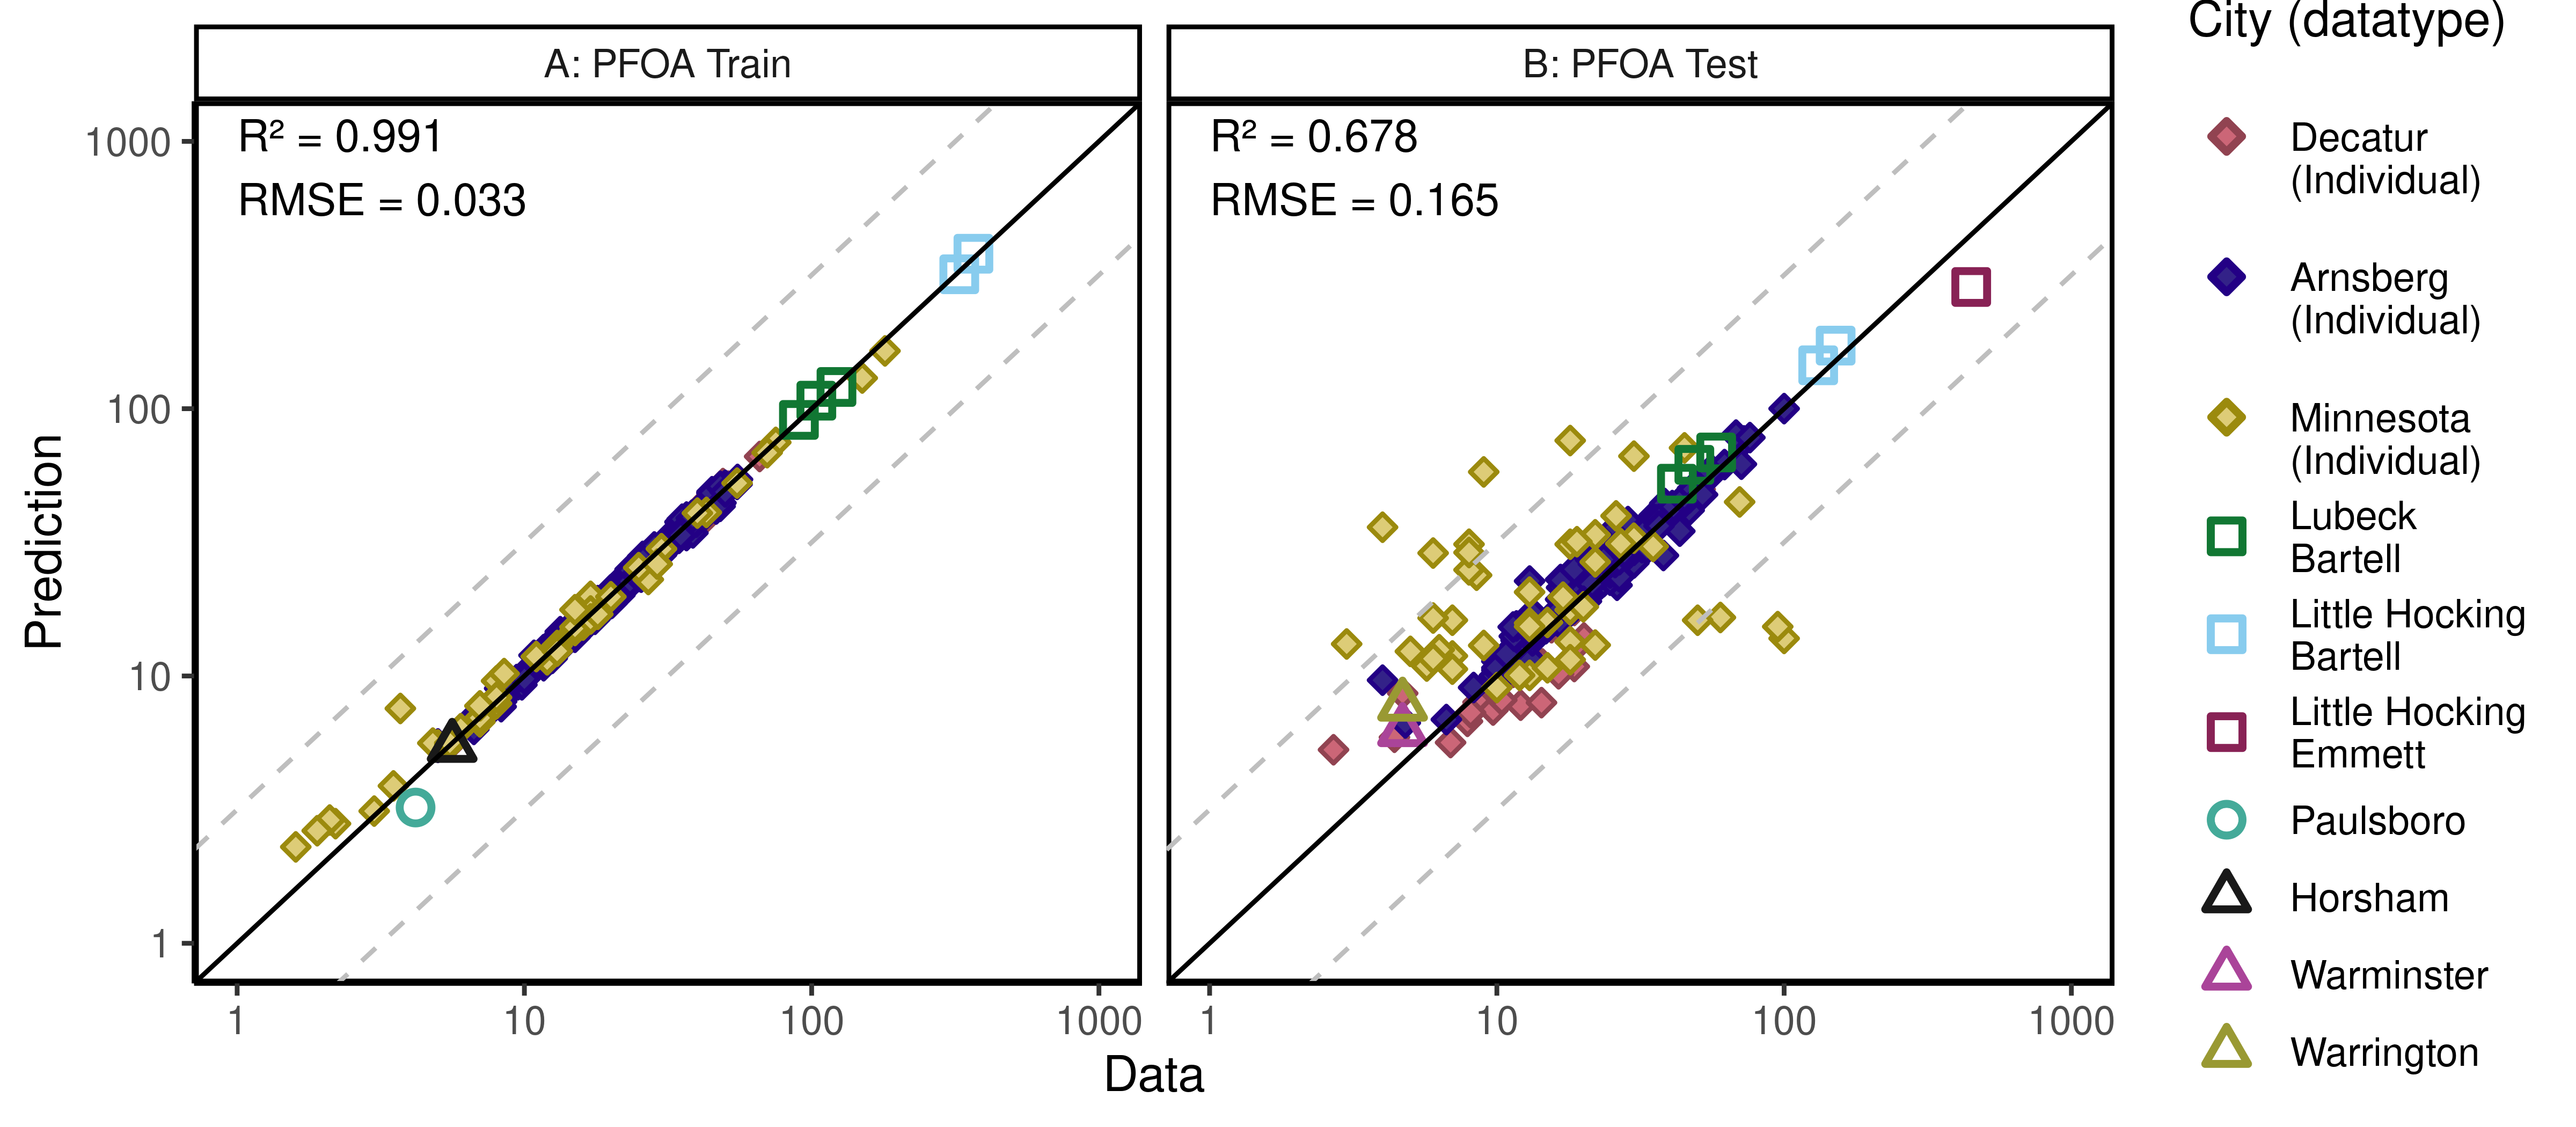 A: PFOA Train
B: PFOA Test
R² = 0.991
RMSE = 0.033
R² = 0.678
RMSE = 0.165
Prediction
1000
100
10
1
1
10
100
1000
1
10
100
1000
Data
City (datatype)
Decatur
(Individual)
Arnsberg
(Individual)
Minnesota
(Individual)
Lubeck
Bartell
Little Hocking
Bartell
Little Hocking
Emmett
Paulsboro
Horsham
Warminster
Warrington